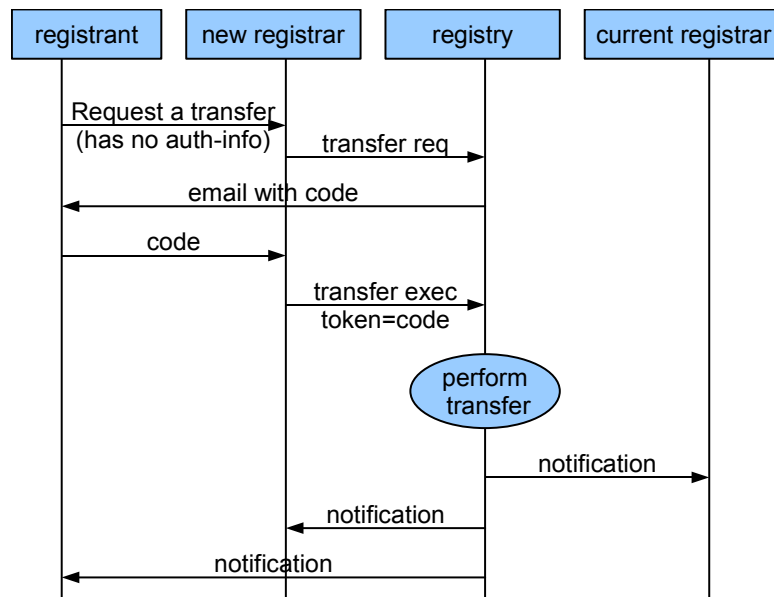 registrant
new registrar
registry
current registrar
Request a transfer
(has no auth-info)
transfer req
email with code
code
transfer exec
token=code
perform
transfer
notification
notification
notification